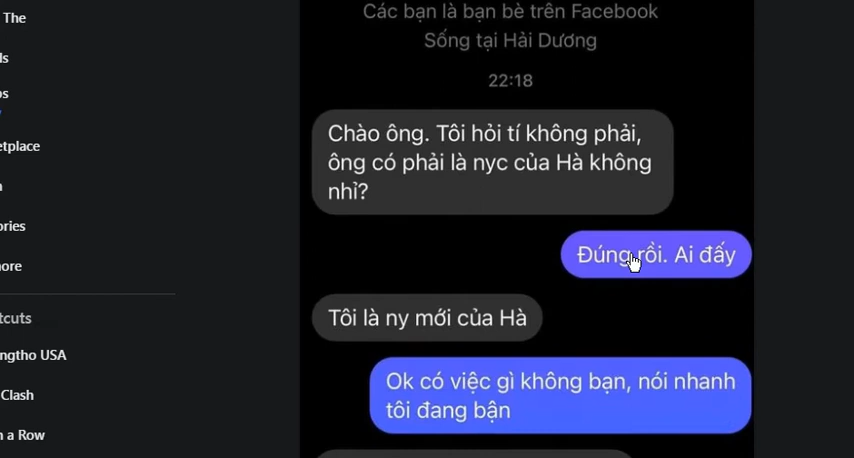 The
ls
os
etplace
n
ories
ore
tcuts
ngtho USA
Clash
n a Row
Các bạn là bạn bè trên Facebook
Sống tại Hải Dương
22:18
Chào ông. Tôi hỏi tí không phải,
ông có phải là nyc của Hà không
nhỉ?
Đúng rồi. Ai đấy
Tôi là ny mới của Hà
Ok có việc gì không bạn, nói nhanh
tôi đang bận